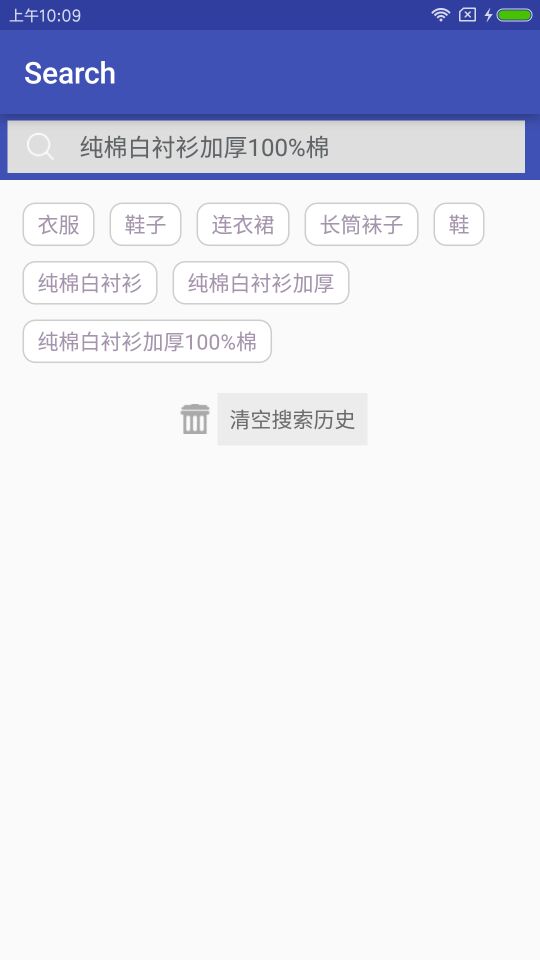 上午10:09
Search
纯棉白衬衫加厚100%棉
衣服 鞋子 连衣裙 长筒袜子 鞋
纯棉白衬衫 纯棉白衬衫加厚
纯棉白衬衫加厚100%棉
清空搜索历史